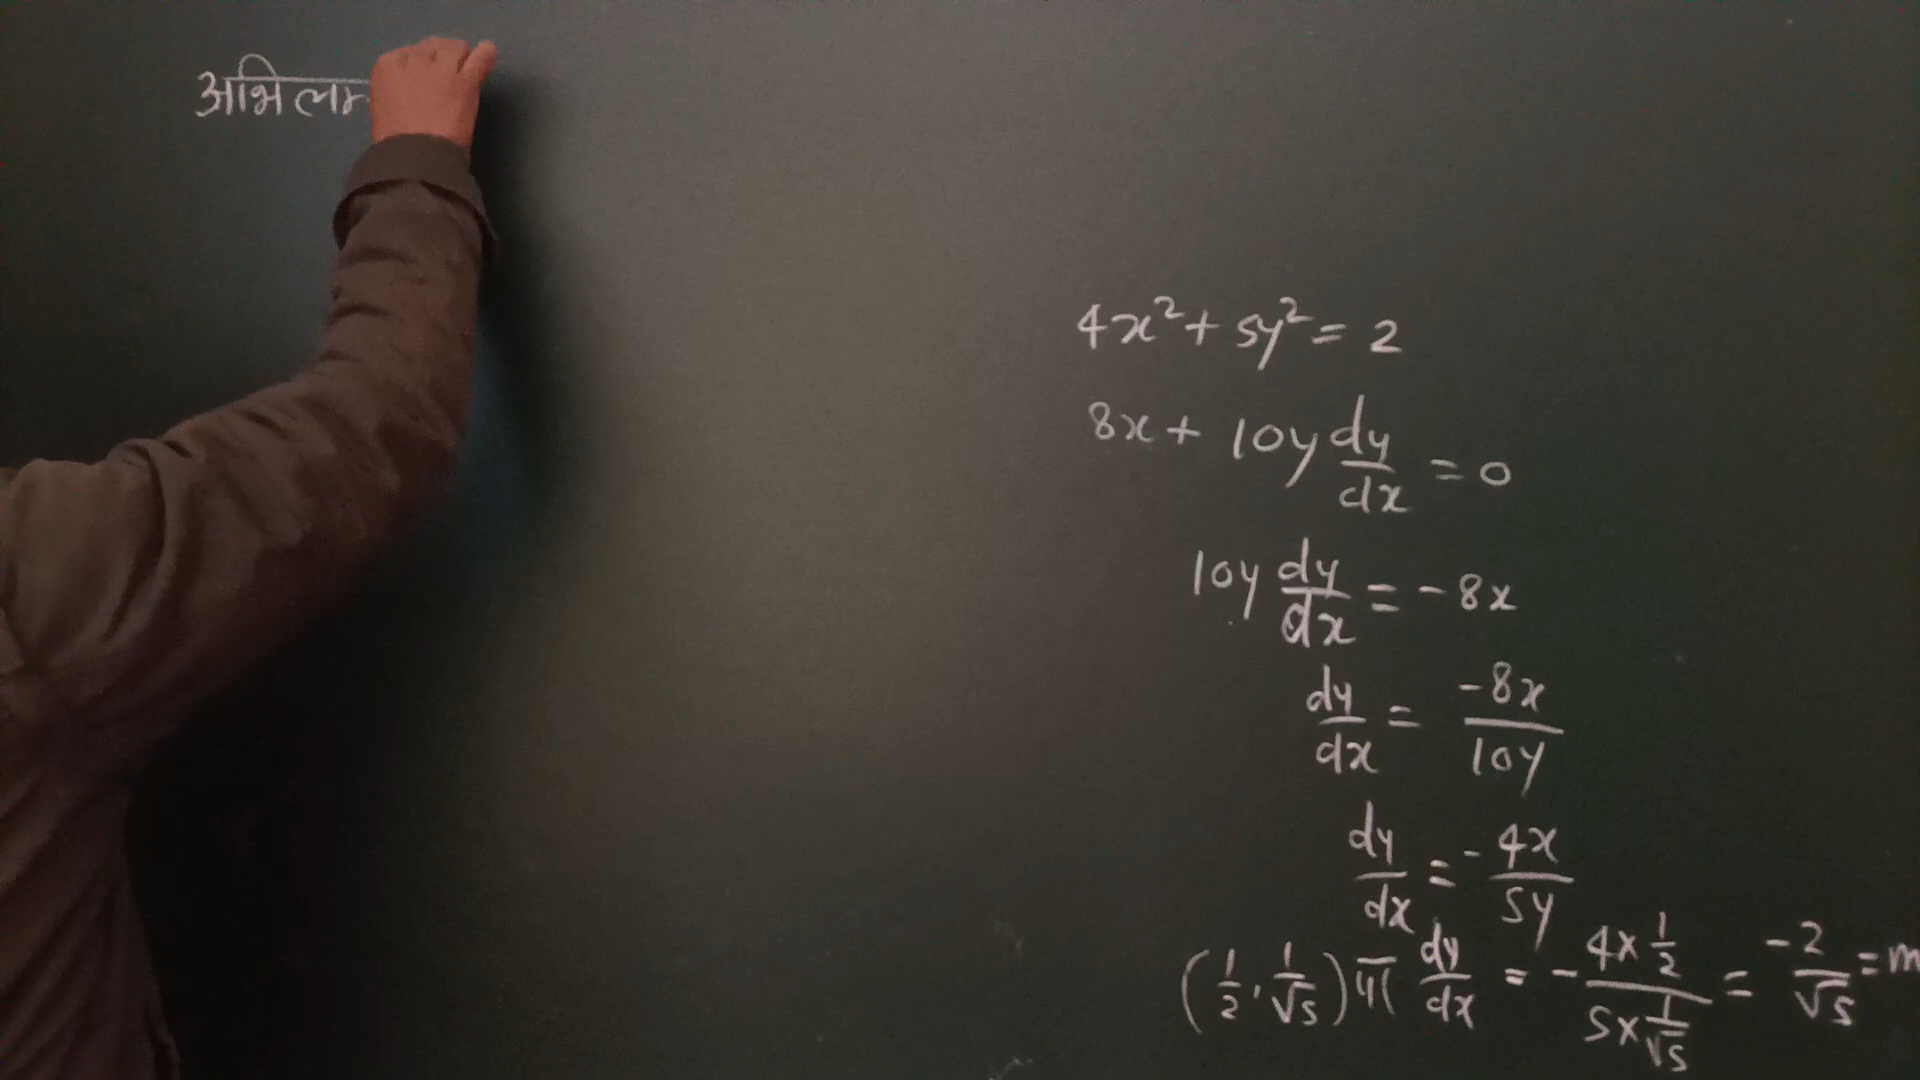 अभिलम
4x² + 5y² = 2
8x + 10y dy/dx = 0
10y dy/dx = -8x
dy/dx = -8x/10y
dy/dx = -4x/5y
(1/2, 1/√5) पर dy/dx = -(4×1/2)/(5×1/√5) = -2/√5 = m